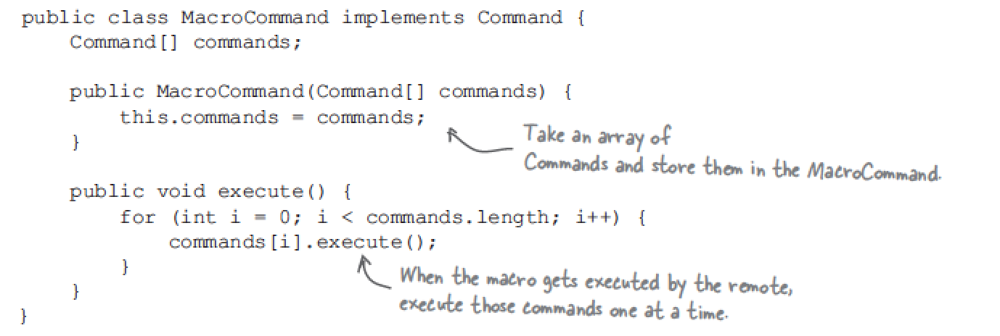 public class MacroCommand implements Command {
Command[] commands;
public MacroCommand(Command[] commands) {
this.commands = commands;
}
Take an array of
Commands and store them in the MacroCommand.
public void execute() {
for (int i = 0; i < commands.length; i++) {
commands[i].execute();
}
When the macro gets executed by the remote,
execute those commands one at a time.
}
}